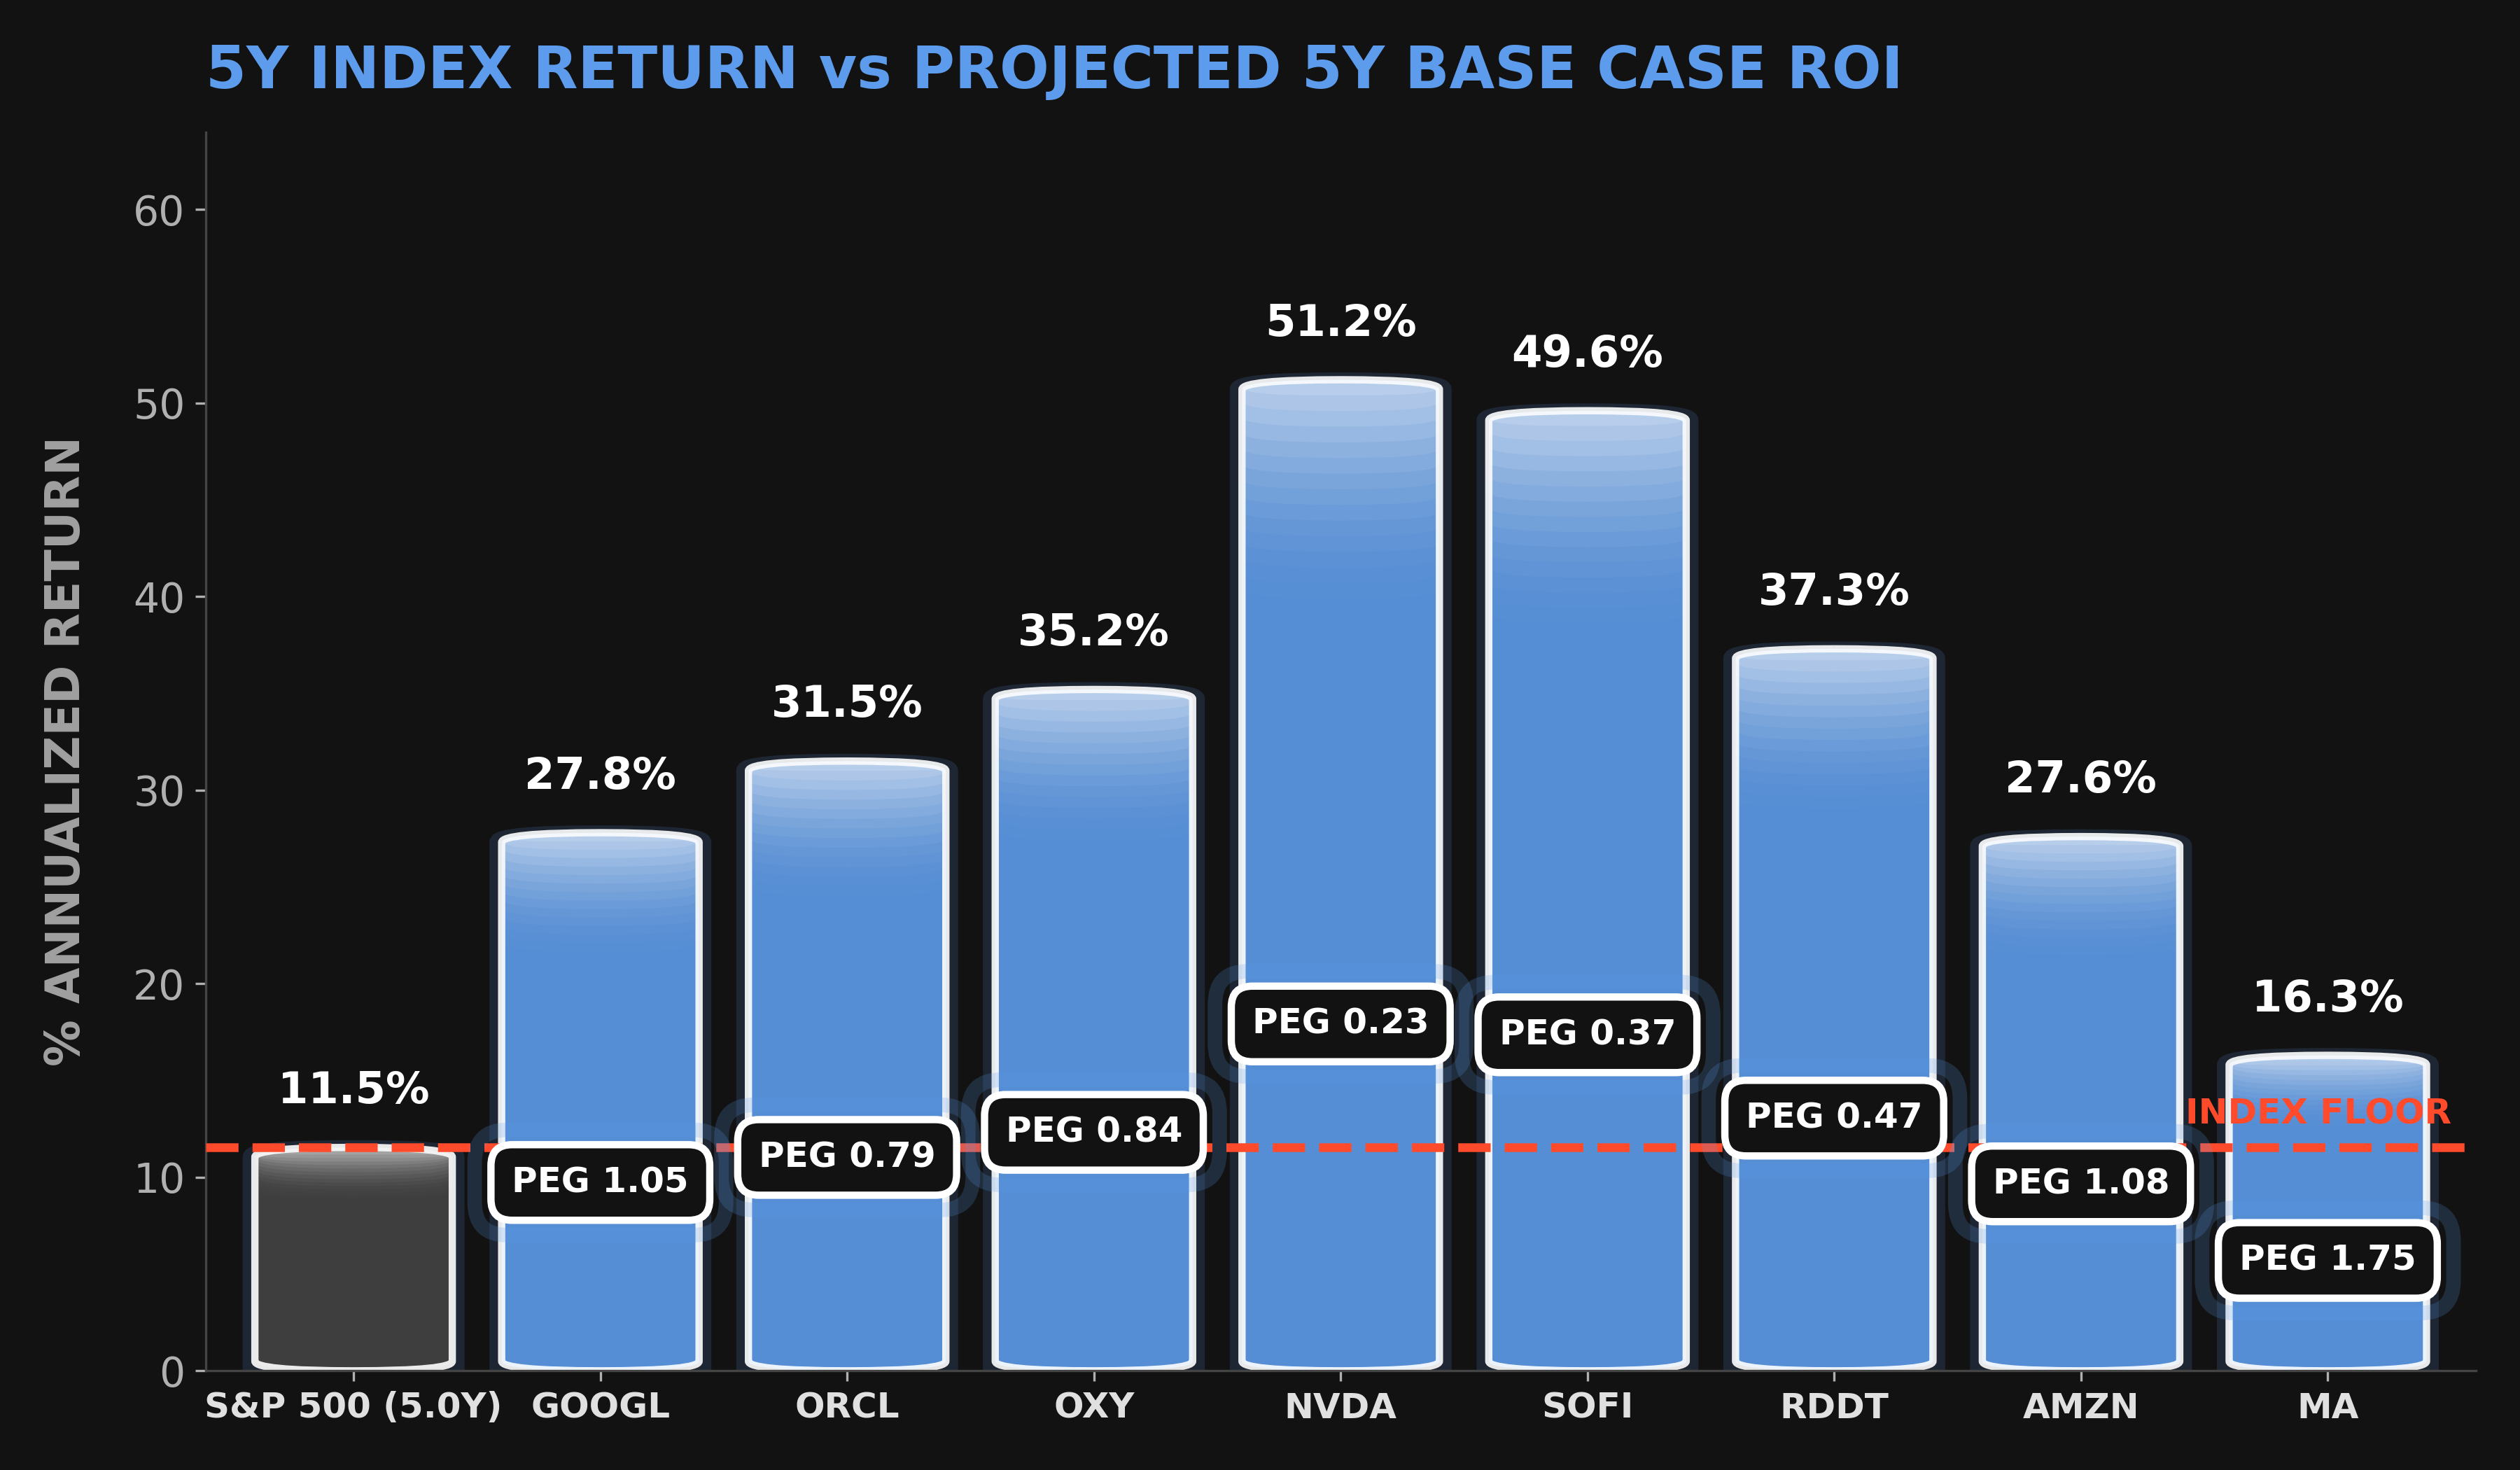 5Y INDEX RETURN vs PROJECTED 5Y BASE CASE ROI
% ANNUALIZED RETURN
60
50
40
30
20
10
0
11.5%
27.8%
31.5%
35.2%
51.2%
49.6%
37.3%
27.6%
16.3%
INDEX FLOOR
PEG 1.05
PEG 0.79
PEG 0.84
PEG 0.23
PEG 0.37
PEG 0.47
PEG 1.08
PEG 1.75
S&P 500 (5.0Y)
GOOGL
ORCL
OXY
NVDA
SOFI
RDDT
AMZN
MA